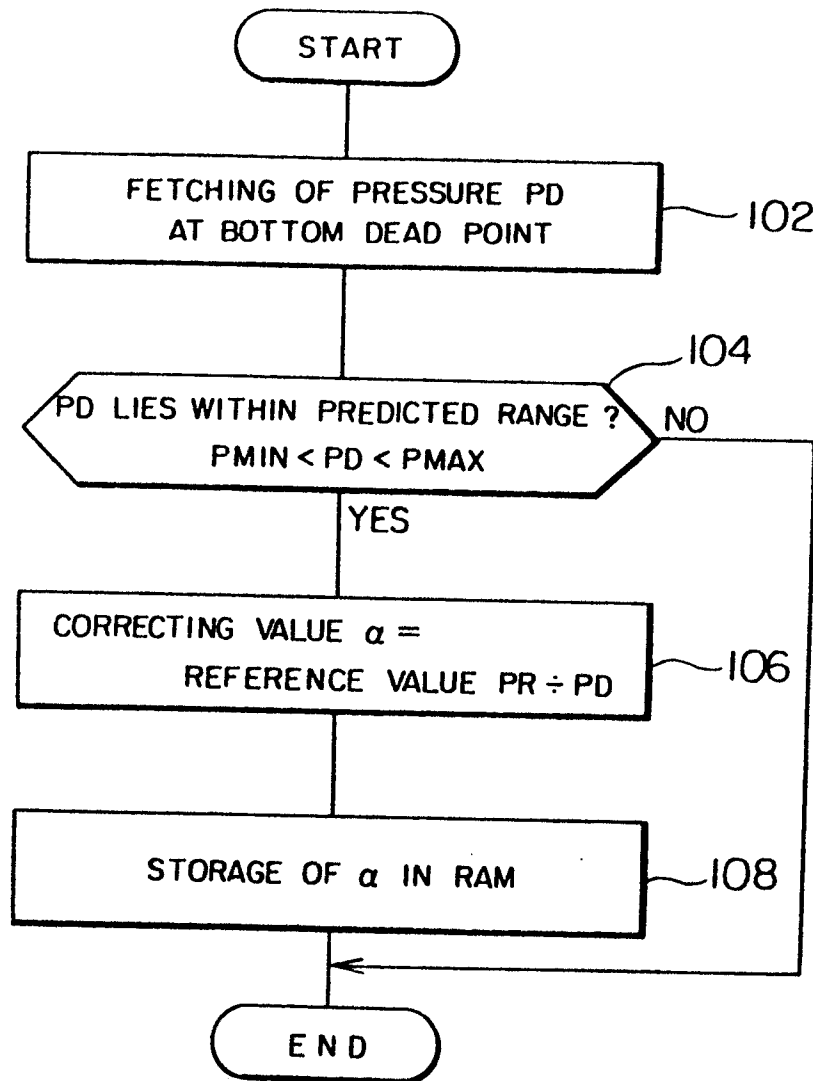 START
FETCHING OF PRESSURE PD
AT BOTTOM DEAD POINT
102
104
PD LIES WITHIN PREDICTED RANGE ?
PMIN < PD < PMAX
NO
YES
CORRECTING VALUE α =
REFERENCE VALUE PR ÷ PD
106
STORAGE OF α IN RAM
108
END